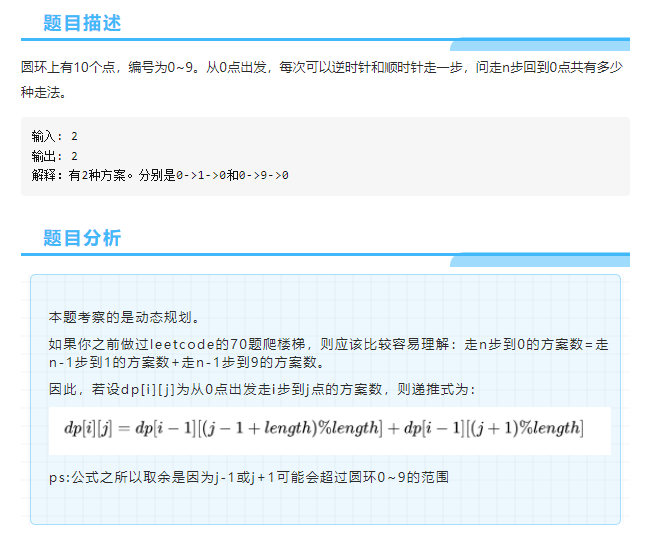 题目描述
圆环上有10个点，编号为0~9。从0点出发，每次可以逆时针和顺时针走一步，问走n步回到0点共有多少
种走法。
输入: 2
输出: 2
解释：有2种方案。分别是0->1->0和0->9->0
题目分析
本题考察的是动态规划。
如果你之前做过leetcode的70题爬楼梯，则应该比较容易理解：走n步到0的方案数=走
n-1步到1的方案数+走n-1步到9的方案数。
因此，若设dp[i][j]为从0点出发走i步到j点的方案数，则递推式为：
dp[i][j] = dp[i − 1][(j − 1 + length)%length] + dp[i − 1][(j + 1)%length]
ps:公式之所以取余是因为j-1或j+1可能会超过圆环0~9的范围